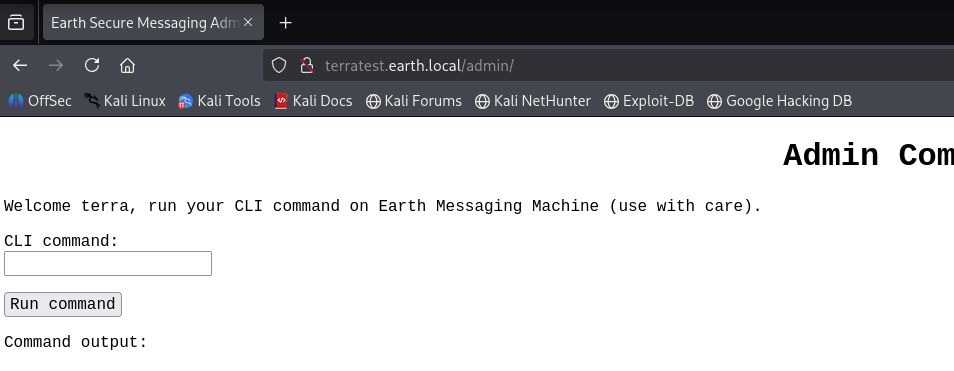 Earth Secure Messaging Adm
terratest.earth.local/admin/
OffSec Kali Linux Kali Tools Kali Docs Kali Forums Kali NetHunter Exploit-DB Google Hacking DB
Admin Com
Welcome terra, run your CLI command on Earth Messaging Machine (use with care).
CLI command:
Run command
Command output: